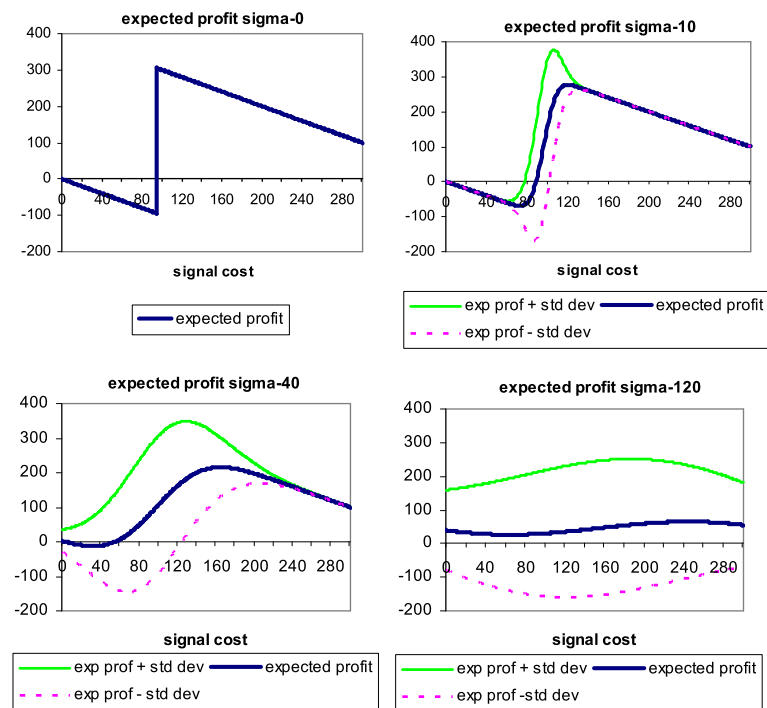 expected profit sigma-0
400
300
200
100
0
-100
-200
0 40 80 120 160 200 240 280
signal cost
expected profit
expected profit sigma-10
400
300
200
100
0
-100
-200
0 40 80 120 160 200 240 280
signal cost
exp prof + std dev expected profit
exp prof - std dev
expected profit sigma-40
400
300
200
100
0
-100
-200
0 40 80 120 160 200 240 280
signal cost
exp prof + std dev expected profit
exp prof - std dev
expected profit sigma-120
400
300
200
100
0
-100
-200
0 40 80 120 160 200 240 280
signal cost
exp prof + std dev expected profit
exp prof -std dev